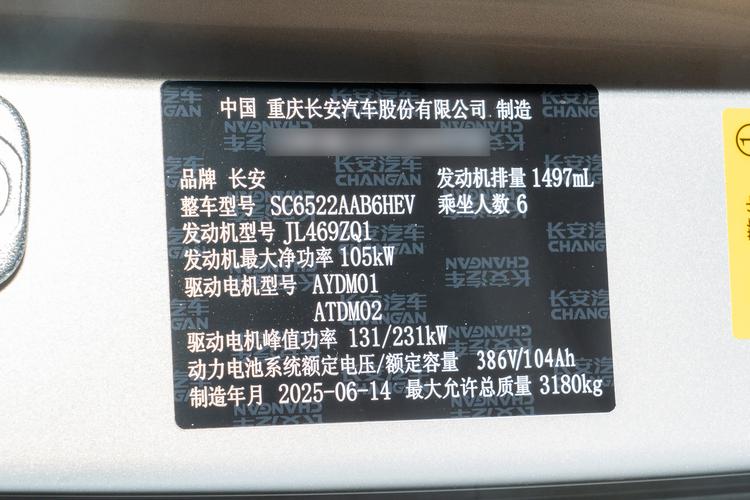 中国 重庆长安汽车股份有限公司 制造
品牌 长安 发动机排量 1497mL
整车型号 SC6522AAB6HEV 乘坐人数 6
发动机型号 JL469ZQ1
发动机最大净功率 105kW
驱动电机型号 AYDM01
ATDM02
驱动电机峰值功率 131/231kW
动力电池系统额定电压/额定容量 386V/104Ah
制造年月 2025-06-14 最大允许总质量 3180kg
长安汽车
CHANGAN